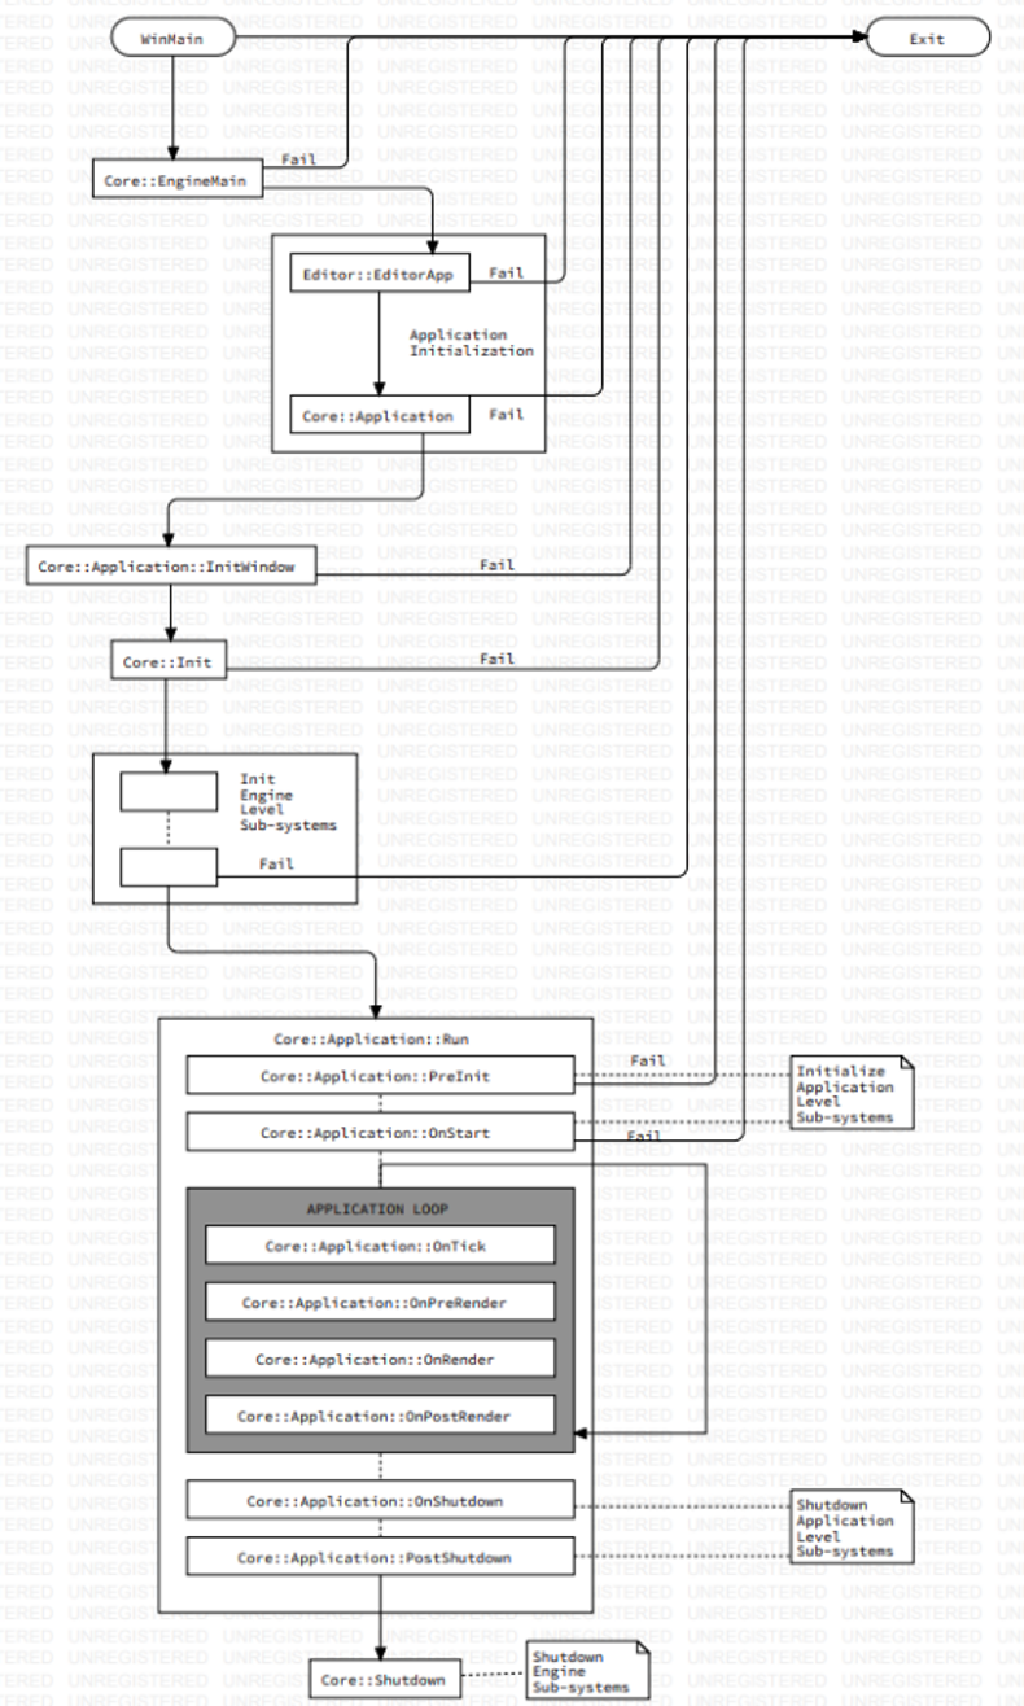 WinMain
Exit
Fail
Core::EngineMain
Editor::EditorApp
Fail
Application
Initialization
Core::Application
Fail
Core::Application::InitWindow
Fail
Core::Init
Fail
Init
Engine
Level
Sub-systems
Fail
Core::Application::Run
Core::Application::PreInit
Fail
Initialize
Application
Level
Sub-systems
Core::Application::OnStart
Fail
APPLICATION LOOP
Core::Application::OnTick
Core::Application::OnPreRender
Core::Application::OnRender
Core::Application::OnPostRender
Core::Application::OnShutdown
Shutdown
Application
Level
Sub-systems
Core::Application::PostShutdown
Core::Shutdown
Shutdown
Engine
Sub-systems
UNREGISTERED